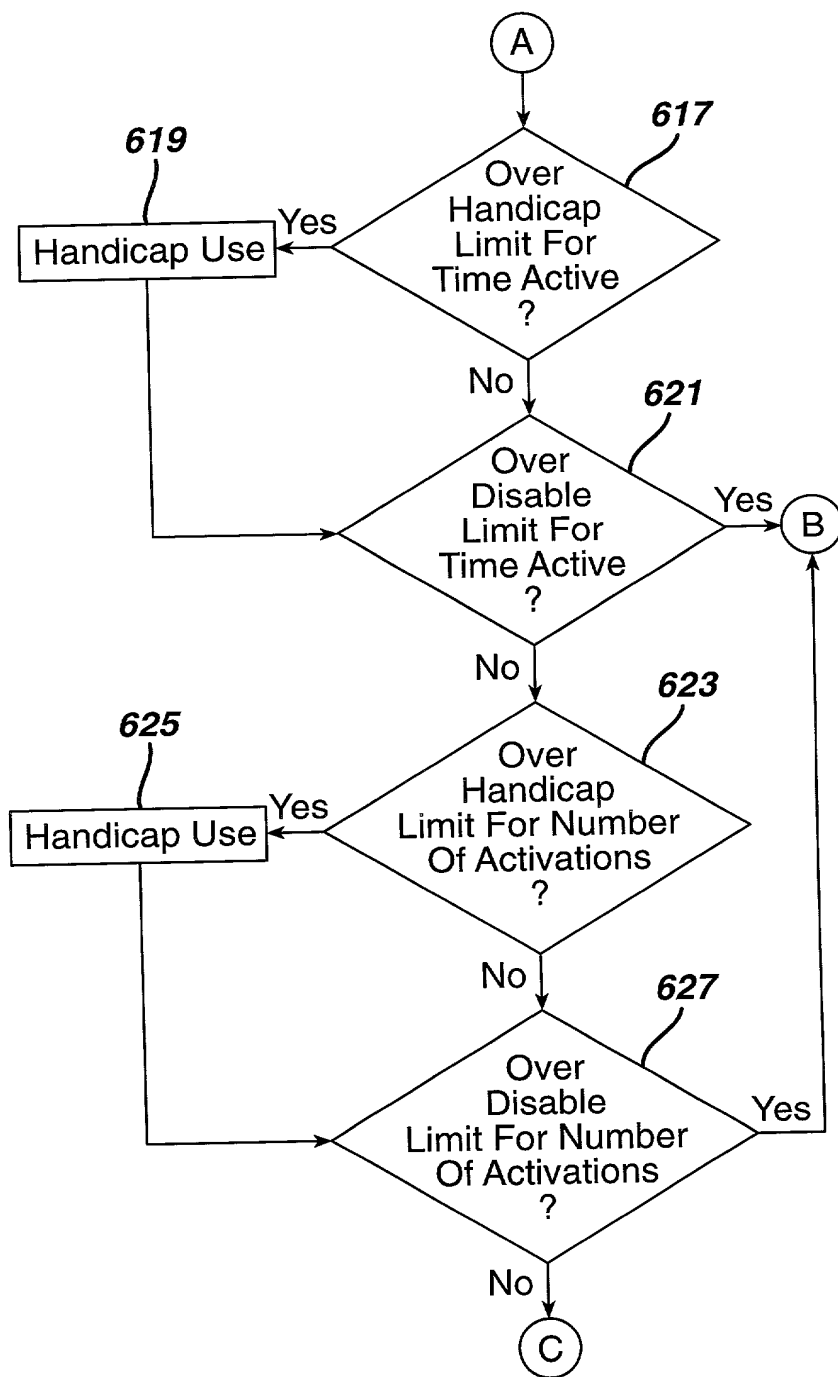 A
617
619
Over
Handicap
Limit For
Time Active
?
Yes
Handicap Use
No
621
Over
Disable
Limit For
Time Active
?
Yes
B
No
623
625
Over
Handicap
Limit For Number
Of Activations
?
Yes
Handicap Use
No
627
Over
Disable
Limit For Number
Of Activations
?
Yes
No
C